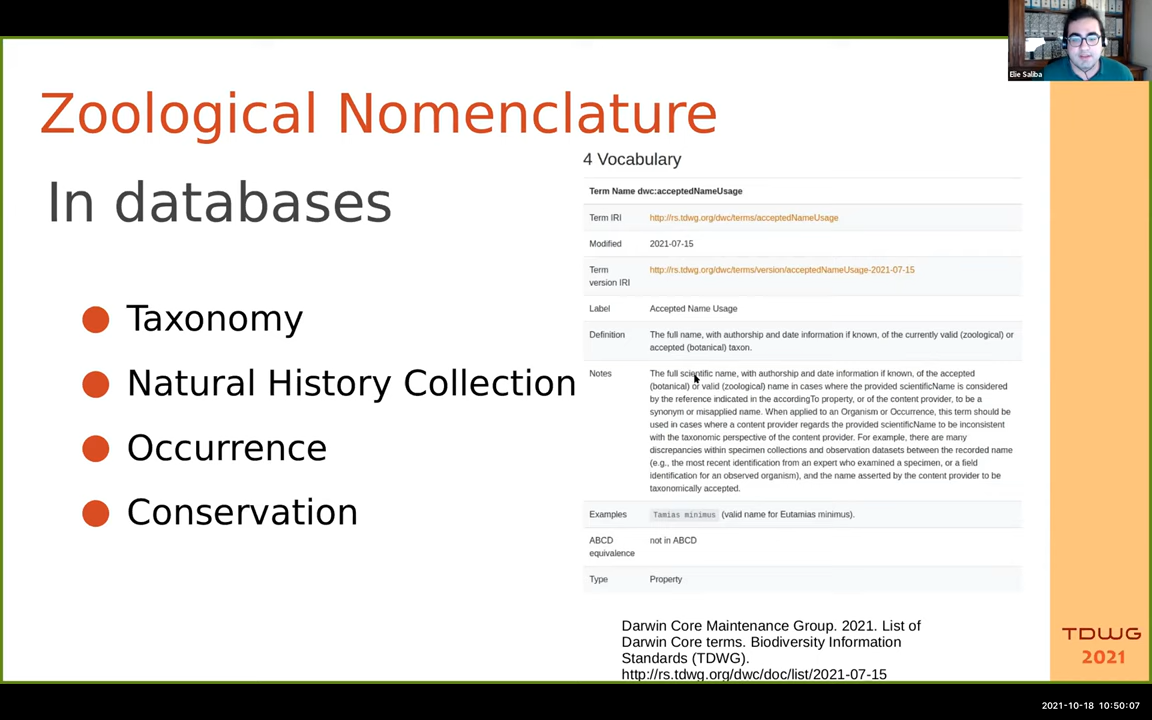 Elie Saliba
Zoological Nomenclature
In databases
Taxonomy
Natural History Collection
Occurrence
Conservation
4 Vocabulary
Term Name dwc:acceptedNameUsage
Term IRI http://rs.tdwg.org/dwc/terms/acceptedNameUsage
Modified 2021-07-15
Term http://rs.tdwg.org/dwc/terms/version/acceptedNameUsage-2021-07-15
version IRI
Label Accepted Name Usage
Definition The full name, with authorship and date information if known, of the currently valid (zoological) or
accepted (botanical) taxon.
Notes The full scientific name, with authorship and date information if known, of the accepted
(botanical) or valid (zoological) name in cases where the provided scientificName is considered
by the reference indicated in the accordingTo property, or of the content provider, to be a
synonym or misapplied name. When applied to an Organism or Occurrence, this term should be
used in cases where a content provider regards the provided scientificName to be inconsistent
with the taxonomic perspective of the content provider. For example, there are many
discrepancies within specimen collections and observation datasets between the recorded name
(e.g., the most recent identification from an expert who examined a specimen, or a field
identification for an observed organism), and the name asserted by the content provider to be
taxonomically accepted.
Examples Tamias minimus (valid name for Eutamias minimus).
ABCD not in ABCD
equivalence
Type Property
Darwin Core Maintenance Group. 2021. List of
Darwin Core terms. Biodiversity Information
Standards (TDWG).
http://rs.tdwg.org/dwc/doc/list/2021-07-15
TDWG
2021
2021-10-18 10:50:07